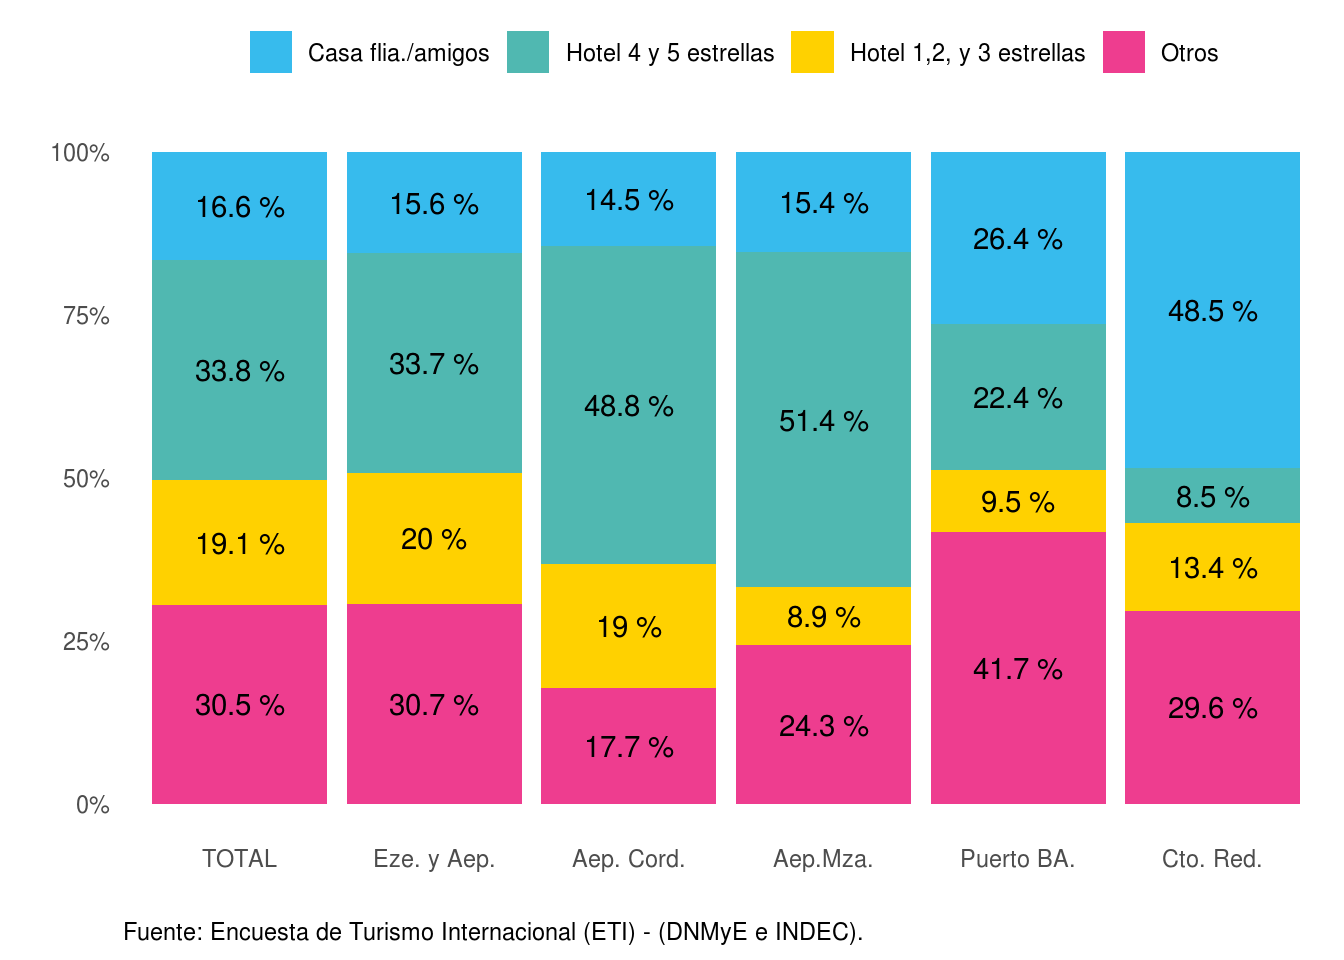 Casa flia./amigos Hotel 4 y 5 estrellas Hotel 1,2, y 3 estrellas Otros
100%
75%
50%
25%
0%
16.6 % 15.6 % 14.5 % 15.4 % 26.4 % 48.5 %
33.8 % 33.7 % 48.8 % 51.4 % 22.4 % 8.5 %
19.1 % 20 % 19 % 8.9 % 9.5 % 13.4 %
30.5 % 30.7 % 17.7 % 24.3 % 41.7 % 29.6 %
TOTAL Eze. y Aep. Aep. Cord. Aep.Mza. Puerto BA. Cto. Red.
Fuente: Encuesta de Turismo Internacional (ETI) - (DNMyE e INDEC).